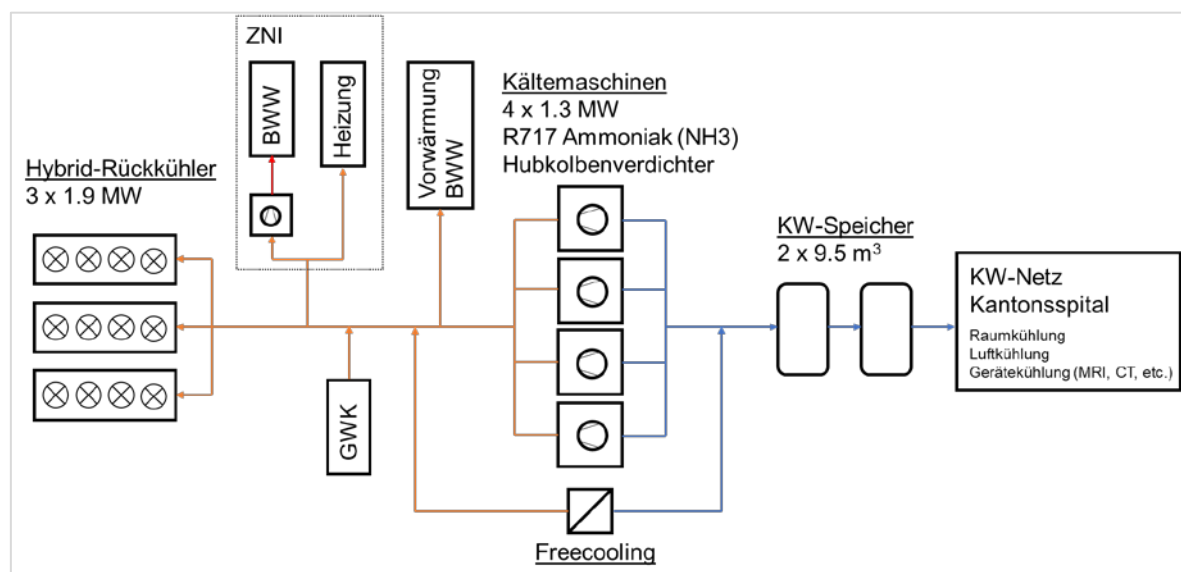 ZNI
BWW
Heizung
Vorwärmung
BWW
Kältemaschinen
4 x 1.3 MW
R717 Ammoniak (NH3)
Hubkolbenverdichter
Hybrid-Rückkühler
3 x 1.9 MW
KW-Speicher
2 x 9.5 m³
KW-Netz
Kantonsspital
Raumkühlung
Luftkühlung
Gerätekühlung (MRI, CT, etc.)
GWK
Freecooling